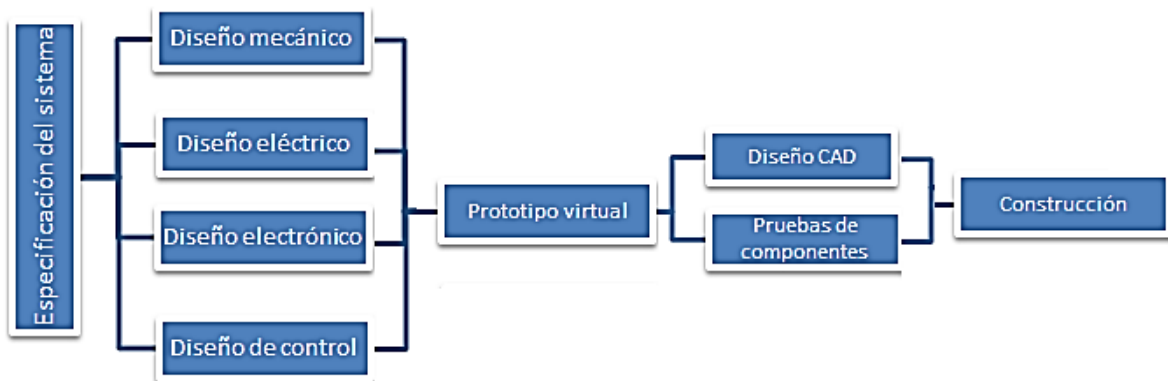 Especificación del sistema
Diseño mecánico
Diseño eléctrico
Diseño electrónico
Diseño de control
Prototipo virtual
Diseño CAD
Pruebas de
componentes
Construcción